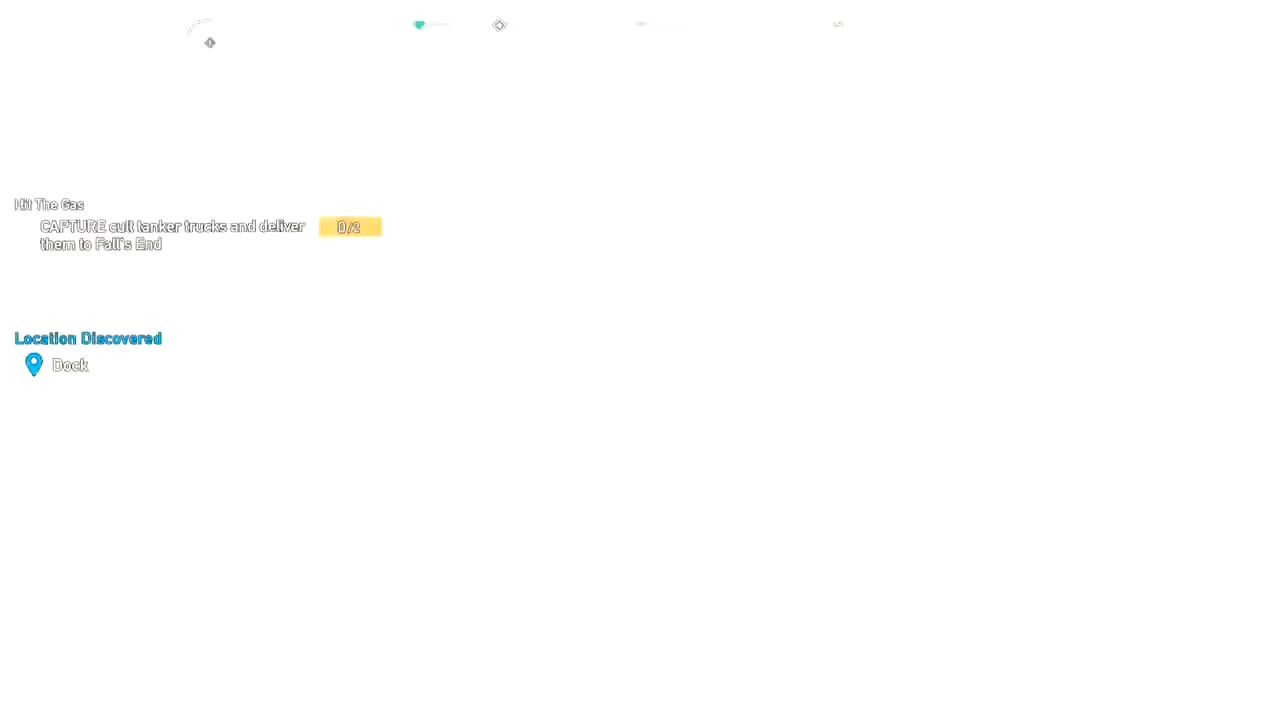 Hit The Gas
CAPTURE cult tanker trucks and deliver 0/2
them to Fall's End
Location Discovered
Dock